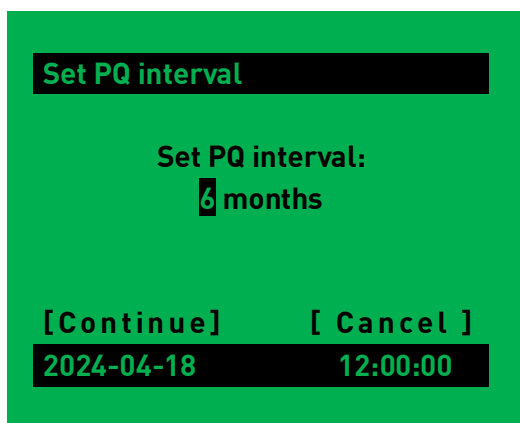 Set PQ interval
Set PQ interval:
6 months
[Continue] [ Cancel ]
2024-04-18 12:00:00